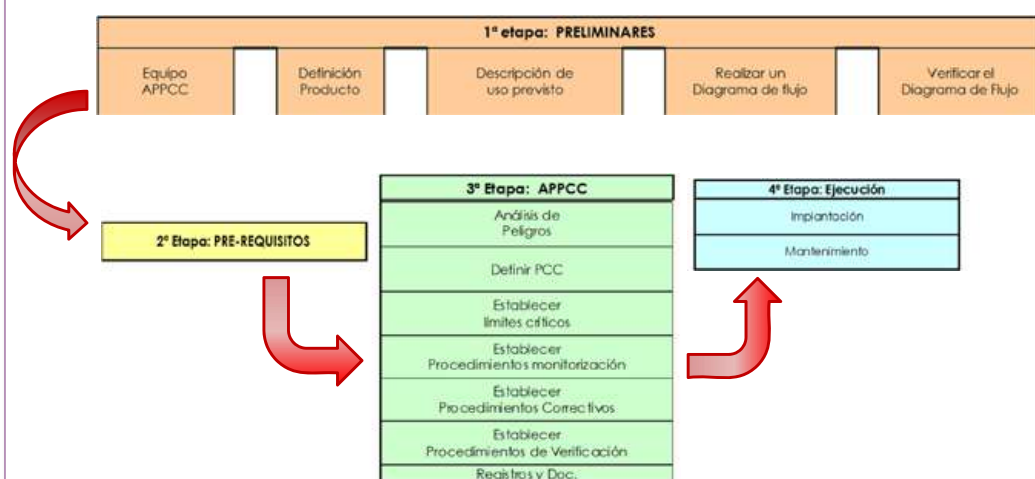 1ª etapa: PRELIMINARES
Equipo
APPCC
Definición
Producto
Descripción de
uso previsto
Realizar un
Diagrama de flujo
Verificar el
Diagrama de Flujo
2ª Etapa: PRE-REQUISITOS
3ª Etapa: APPCC
Análisis de
Peligros
Definir PCC
Establecer
límites críticos
Establecer
Procedimientos monitorización
Establecer
Procedimientos Correctivos
Establecer
Procedimientos de Verificación
Registros y Doc.
4ª Etapa: Ejecución
Implantación
Mantenimiento